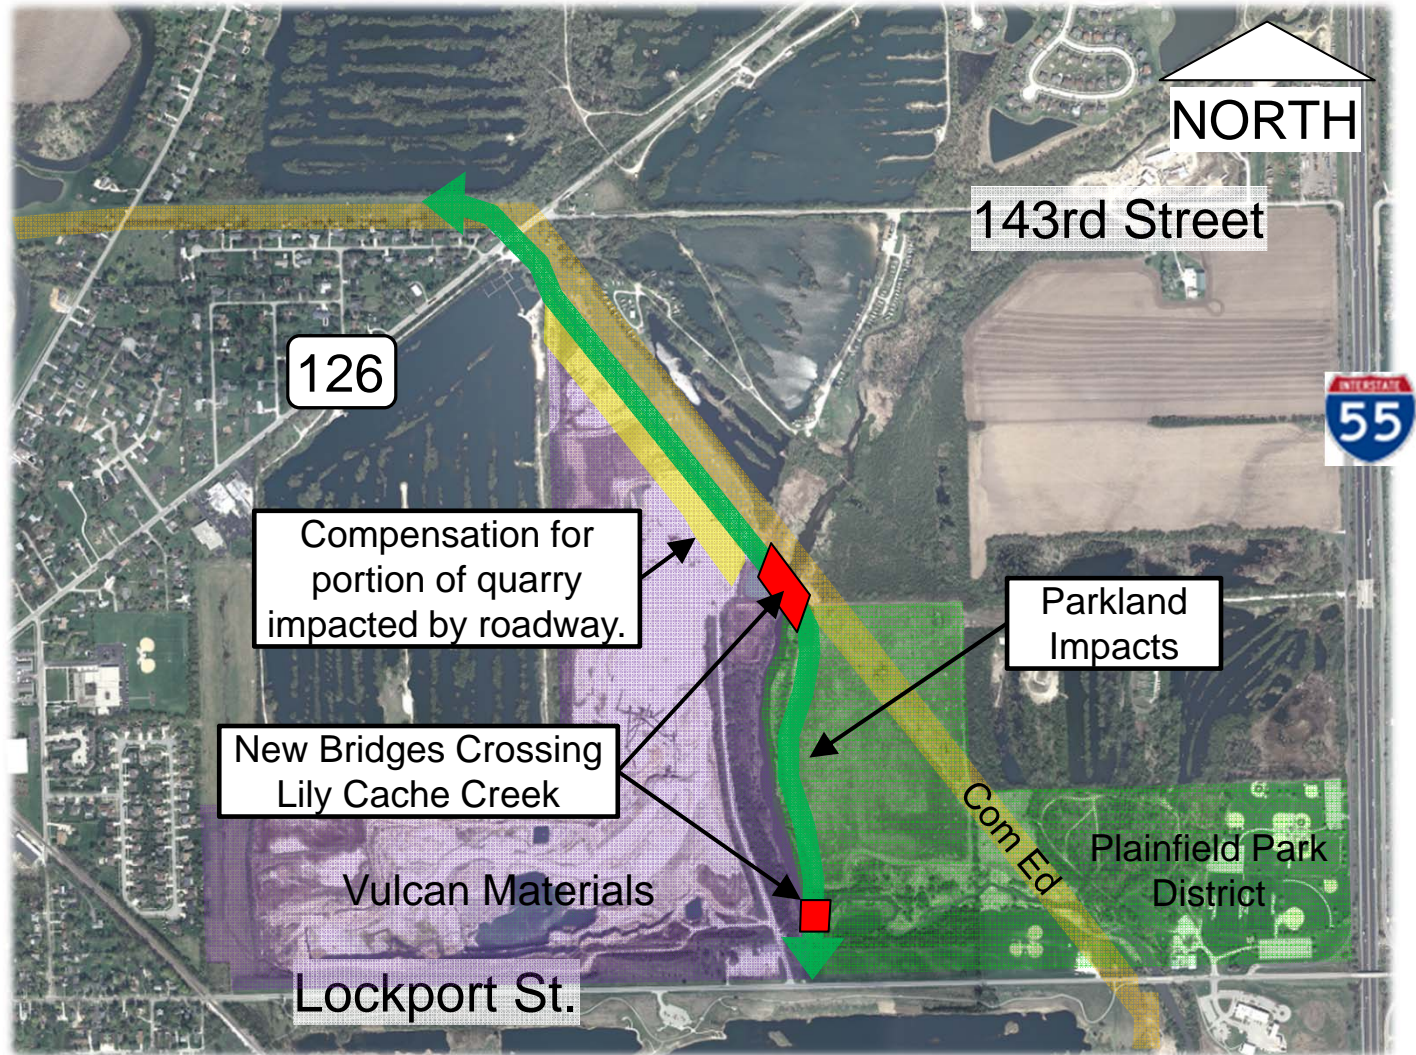 NORTH
143rd Street
126
INTERSTATE
55
Compensation for
portion of quarry
impacted by roadway.
Parkland
Impacts
New Bridges Crossing
Lily Cache Creek
Com Ed
Plainfield Park
District
Vulcan Materials
Lockport St.